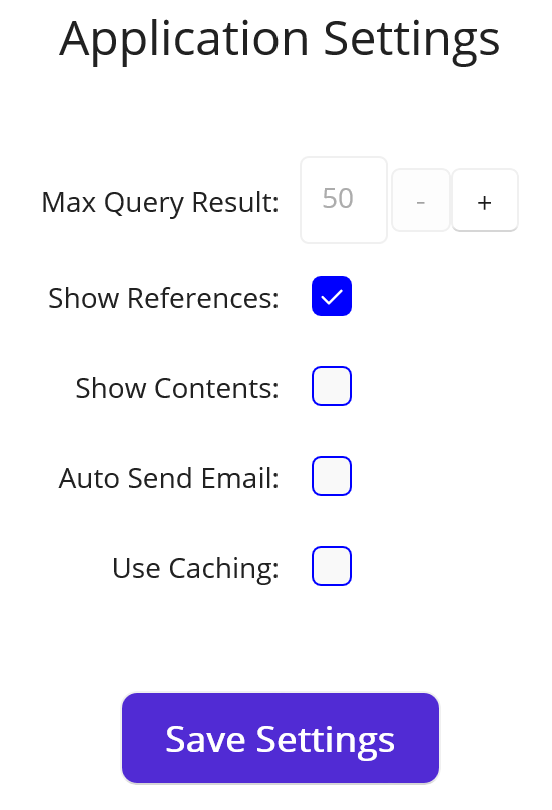 Application Settings
Max Query Result: 50 - +
Show References:
Show Contents:
Auto Send Email:
Use Caching:
Save Settings